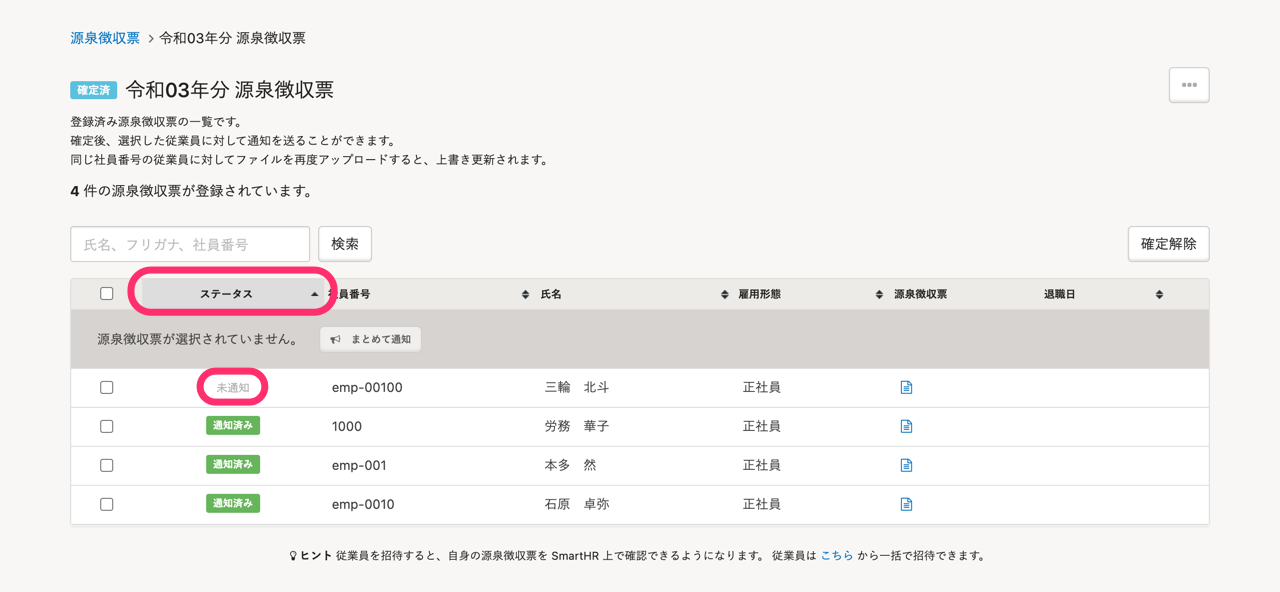 源泉徴収票 > 令和03年分 源泉徴収票
確定済 令和03年分 源泉徴収票
登録済み源泉徴収票の一覧です。
確定後、選択した従業員に対して通知を送ることができます。
同じ社員番号の従業員に対してファイルを再度アップロードすると、上書き更新されます。
4 件の源泉徴収票が登録されています。
氏名、フリガナ、社員番号 検索 確定解除
ステータス 社員番号 氏名 雇用形態 源泉徴収票 退職日
源泉徴収票が選択されていません。 まとめて通知
未通知 emp-00100 三輪 北斗 正社員
通知済み 1000 労務 華子 正社員
通知済み emp-001 本多 然 正社員
通知済み emp-0010 石原 卓弥 正社員
ヒント 従業員を招待すると、自身の源泉徴収票を SmartHR 上で確認できるようになります。 従業員は こちら から一括で招待できます。